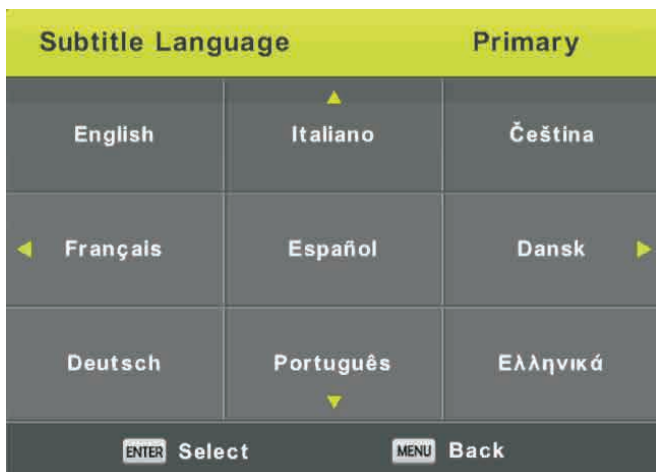 Subtitle Language Primary
English Italiano Čeština
Français Español Dansk
Deutsch Português Ελληνικά
ENTER Select MENU Back